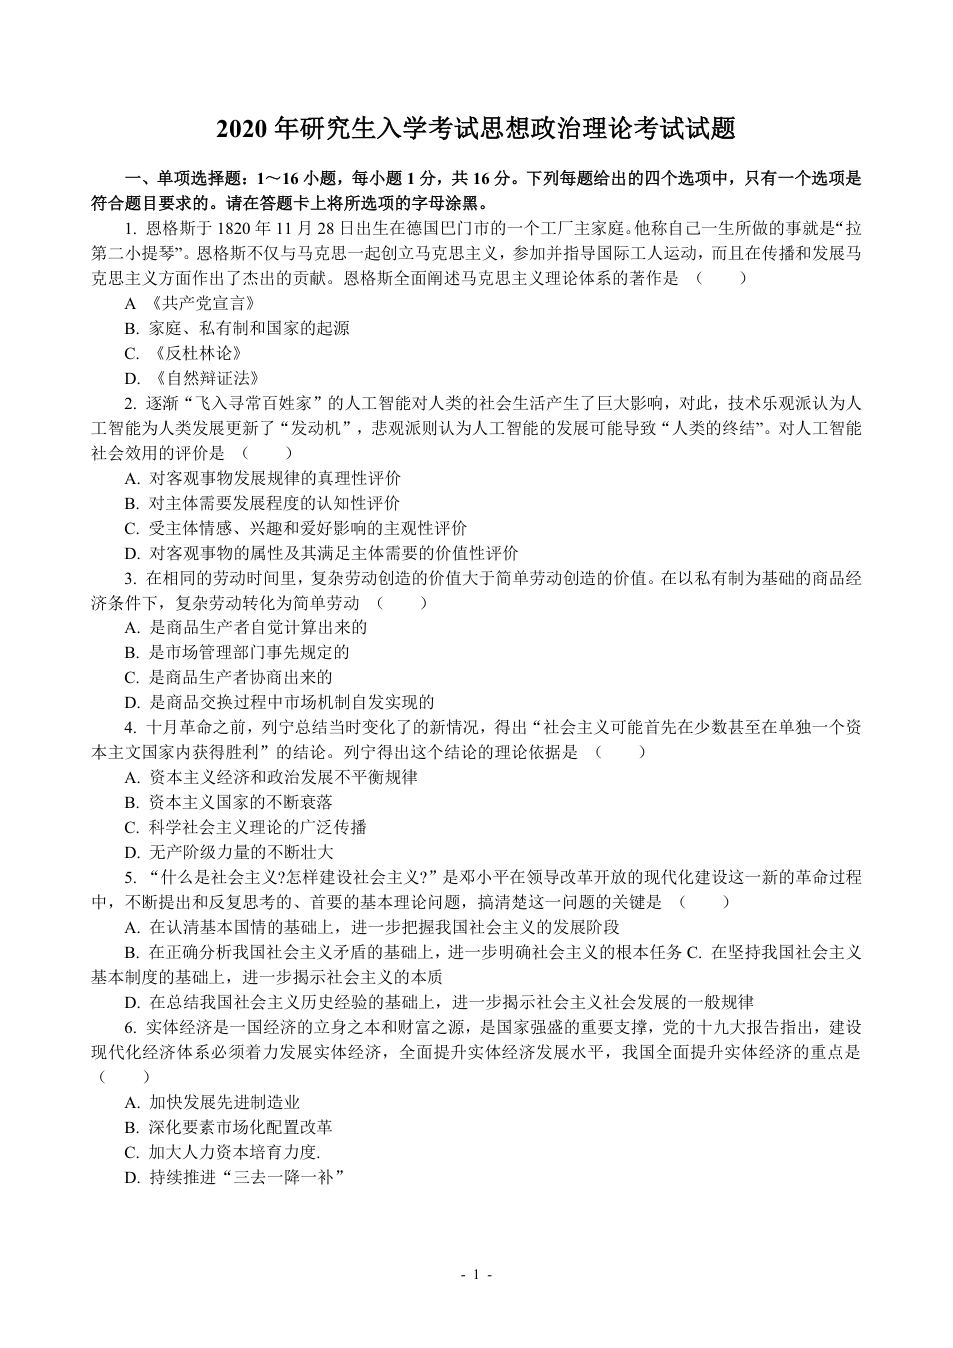 2020 年研究生入学考试思想政治理论考试试题
一、单项选择题：1～16 小题，每小题 1 分，共 16 分。下列每题给出的四个选项中，只有一个选项是
符合题目要求的。请在答题卡上将所选项的字母涂黑。
1. 恩格斯于 1820 年 11 月 28 日出生在德国巴门市的一个工厂主家庭。他称自己一生所做的事就是“拉
第二小提琴”。恩格斯不仅与马克思一起创立马克思主义，参加并指导国际工人运动，而且在传播和发展马
克思主义方面作出了杰出的贡献。恩格斯全面阐述马克思主义理论体系的著作是 （　　）
A 《共产党宣言》
B. 家庭、私有制和国家的起源
C. 《反杜林论》
D. 《自然辩证法》
2. 逐渐“飞入寻常百姓家”的人工智能对人类的社会生活产生了巨大影响，对此，技术乐观派认为人
工智能为人类发展更新了“发动机”，悲观派则认为人工智能的发展可能导致“人类的终结”。对人工智能
社会效用的评价是 （　　）
A. 对客观事物发展规律的真理性评价
B. 对主体需要发展程度的认知性评价
C. 受主体情感、兴趣和爱好影响的主观性评价
D. 对客观事物的属性及其满足主体需要的价值性评价
3. 在相同的劳动时间里，复杂劳动创造的价值大于简单劳动创造的价值。在以私有制为基础的商品经
济条件下，复杂劳动转化为简单劳动 （　　）
A. 是商品生产者自觉计算出来的
B. 是市场管理部门事先规定的
C. 是商品生产者协商出来的
D. 是商品交换过程中市场机制自发实现的
4. 十月革命之前，列宁总结当时变化了的新情况，得出“社会主义可能首先在少数甚至在单独一个资
本主文国家内获得胜利”的结论。列宁得出这个结论的理论依据是 （　　）
A. 资本主义经济和政治发展不平衡规律
B. 资本主义国家的不断衰落
C. 科学社会主义理论的广泛传播
D. 无产阶级力量的不断壮大
5. “什么是社会主义?怎样建设社会主义?”是邓小平在领导改革开放的现代化建设这一新的革命过程
中，不断提出和反复思考的、首要的基本理论问题，搞清楚这一问题的关键是 （　　）
A. 在认清基本国情的基础上，进一步把握我国社会主义的发展阶段
B. 在正确分析我国社会主义矛盾的基础上，进一步明确社会主义的根本任务 C. 在坚持我国社会主义
基本制度的基础上，进一步揭示社会主义的本质
D. 在总结我国社会主义历史经验的基础上，进一步揭示社会主义社会发展的一般规律
6. 实体经济是一国经济的立身之本和财富之源，是国家强盛的重要支撑，党的十九大报告指出，建设
现代化经济体系必须着力发展实体经济，全面提升实体经济发展水平，我国全面提升实体经济的重点是
（　　）
A. 加快发展先进制造业
B. 深化要素市场化配置改革
C. 加大人力资本培育力度.
D. 持续推进“三去一降一补”
- 1 -